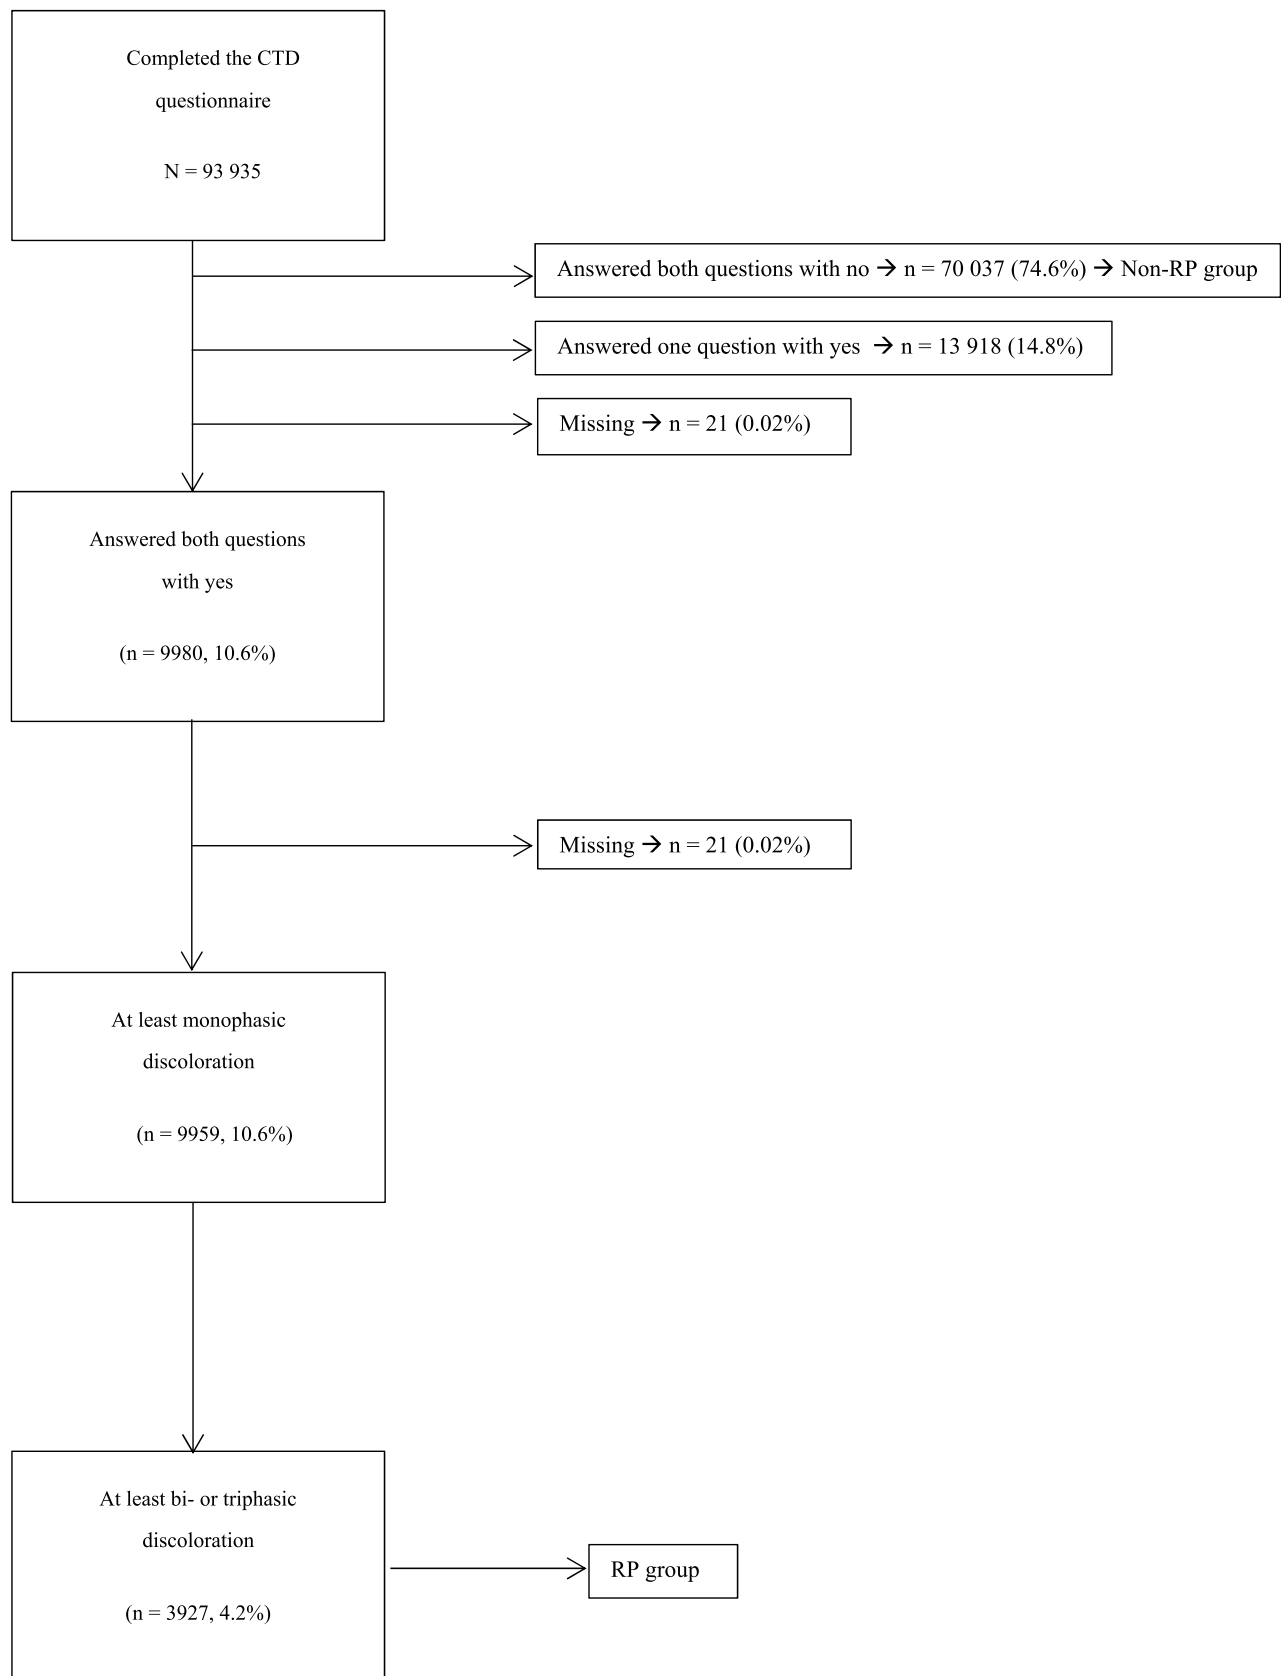 Completed the CTD
questionnaire
N = 93 935
Answered both questions with no → n = 70 037 (74.6%) → Non-RP group
Answered one question with yes → n = 13 918 (14.8%)
Missing → n = 21 (0.02%)
Answered both questions
with yes
(n = 9980, 10.6%)
Missing → n = 21 (0.02%)
At least monophasic
discoloration
(n = 9959, 10.6%)
At least bi- or triphasic
discoloration
(n = 3927, 4.2%)
RP group